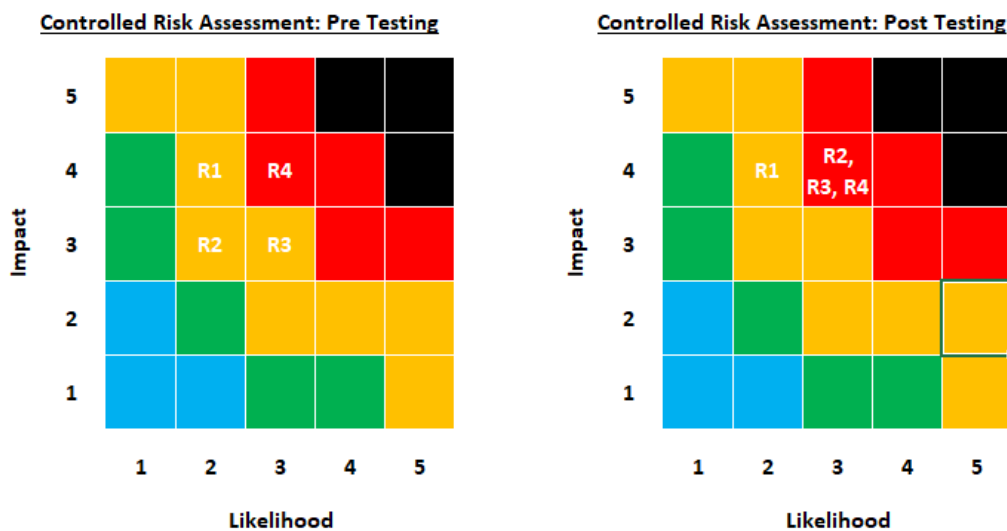 Controlled Risk Assessment: Pre Testing
5
4
3
2
1
Impact
R1
R4
R2
R3
1 2 3 4 5
Likelihood
Controlled Risk Assessment: Post Testing
5
4
3
2
1
Impact
R1
R2,
R3, R4
1 2 3 4 5
Likelihood